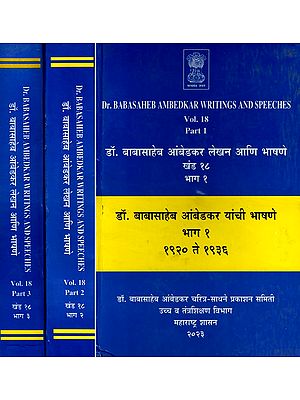 Dr. BABASAHEB AMBEDKAR WRITINGS AND SPEECHES
डॉ. बाबासाहेब आंबेडकर लेखन आणि भाषणे
Vol. 18
Part 3
खंड १८
भाग ३
Dr. BABASAHEB AMBEDKAR WRITINGS AND SPEECHES
डॉ. बाबासाहेब आंबेडकर लेखन आणि भाषणे
Vol. 18
Part 2
खंड १८
भाग २
Dr. BABASAHEB AMBEDKAR WRITINGS AND SPEECHES
Vol. 18
Part 1
डॉ. बाबासाहेब आंबेडकर लेखन आणि भाषणे
खंड १८
भाग १
डॉ. बाबासाहेब आंबेडकर यांची भाषणे
भाग १
१९२० ते १९३६
डॉ. बाबासाहेब आंबेडकर चरित्र-साधने प्रकाशन समिती
उच्च व तंत्रशिक्षण विभाग
महाराष्ट्र शासन
२०२३